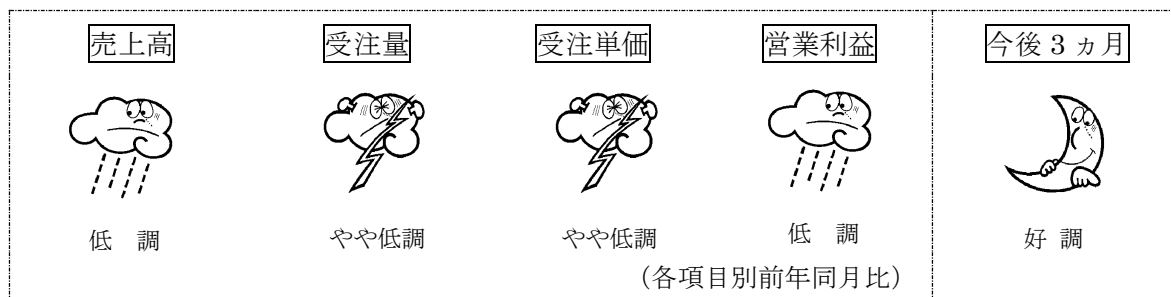 売上高 受注量 受注単価 営業利益 今後3ヵ月
低 調 やや低調 やや低調 低 調 好 調
(各項目別前年同月比)